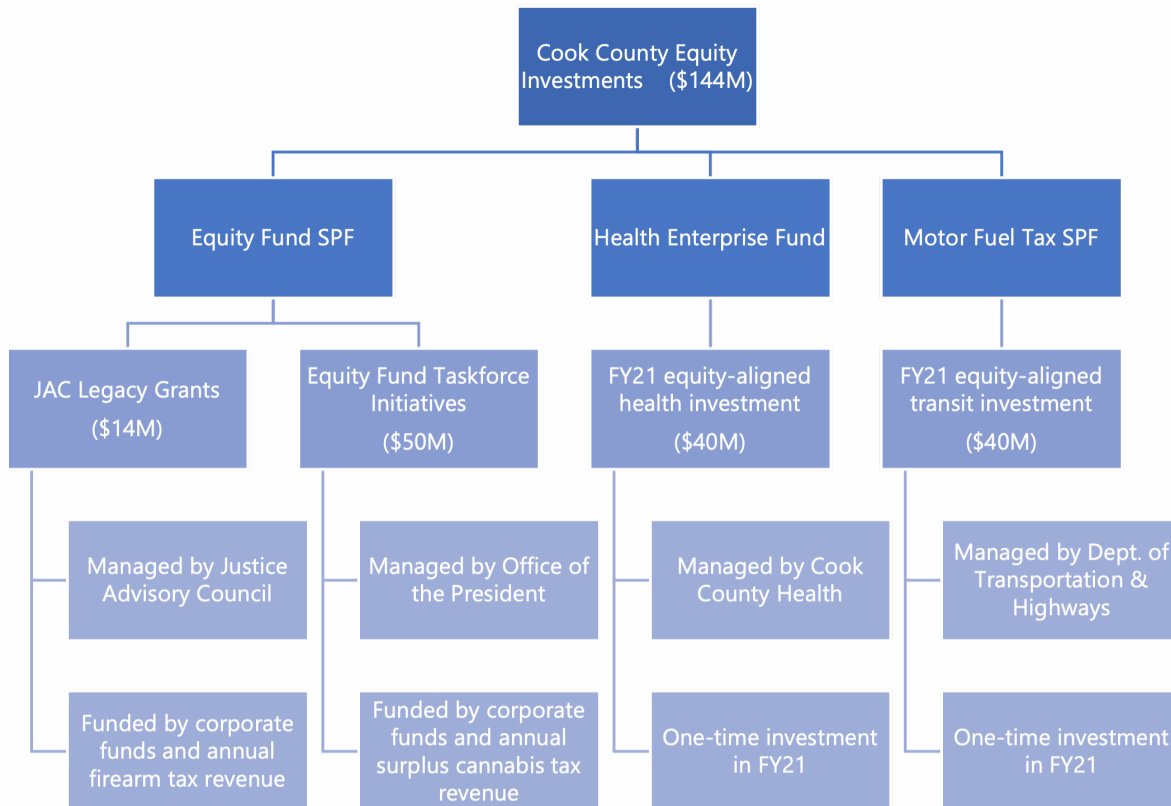 Cook County Equity
Investments ($144M)
Equity Fund SPF
Health Enterprise Fund
Motor Fuel Tax SPF
JAC Legacy Grants
($14M)
Equity Fund Taskforce
Initiatives
($50M)
FY21 equity-aligned
health investment
($40M)
FY21 equity-aligned
transit investment
($40M)
Managed by Justice
Advisory Council
Managed by Office of
the President
Managed by Cook
County Health
Managed by Dept. of
Transportation &
Highways
Funded by corporate
funds and annual
firearm tax revenue
Funded by corporate
funds and annual
surplus cannabis tax
revenue
One-time investment
in FY21
One-time investment
in FY21